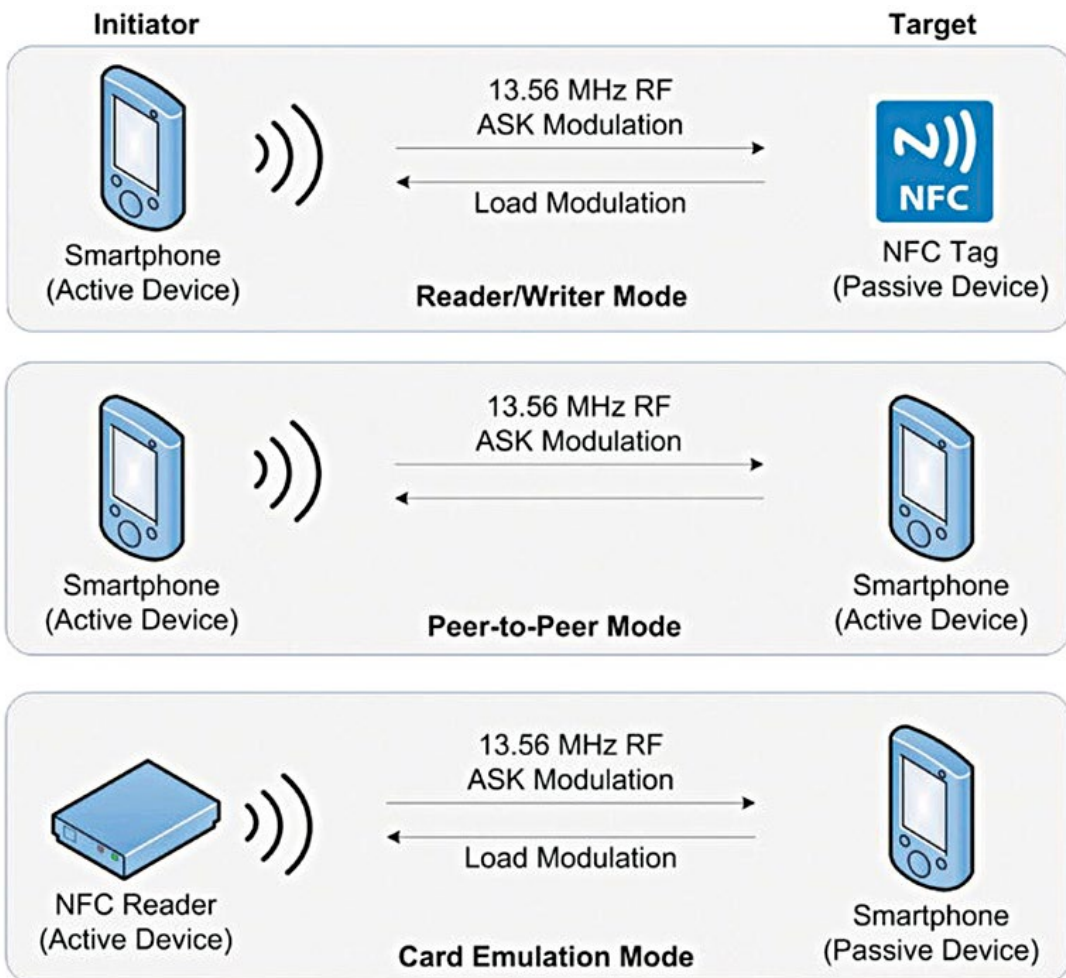 Initiator
Target
13.56 MHz RF
ASK Modulation
Load Modulation
NFC
Smartphone
(Active Device)
NFC Tag
(Passive Device)
Reader/Writer Mode
13.56 MHz RF
ASK Modulation
Smartphone
(Active Device)
Smartphone
(Active Device)
Peer-to-Peer Mode
13.56 MHz RF
ASK Modulation
Load Modulation
NFC Reader
(Active Device)
Smartphone
(Passive Device)
Card Emulation Mode